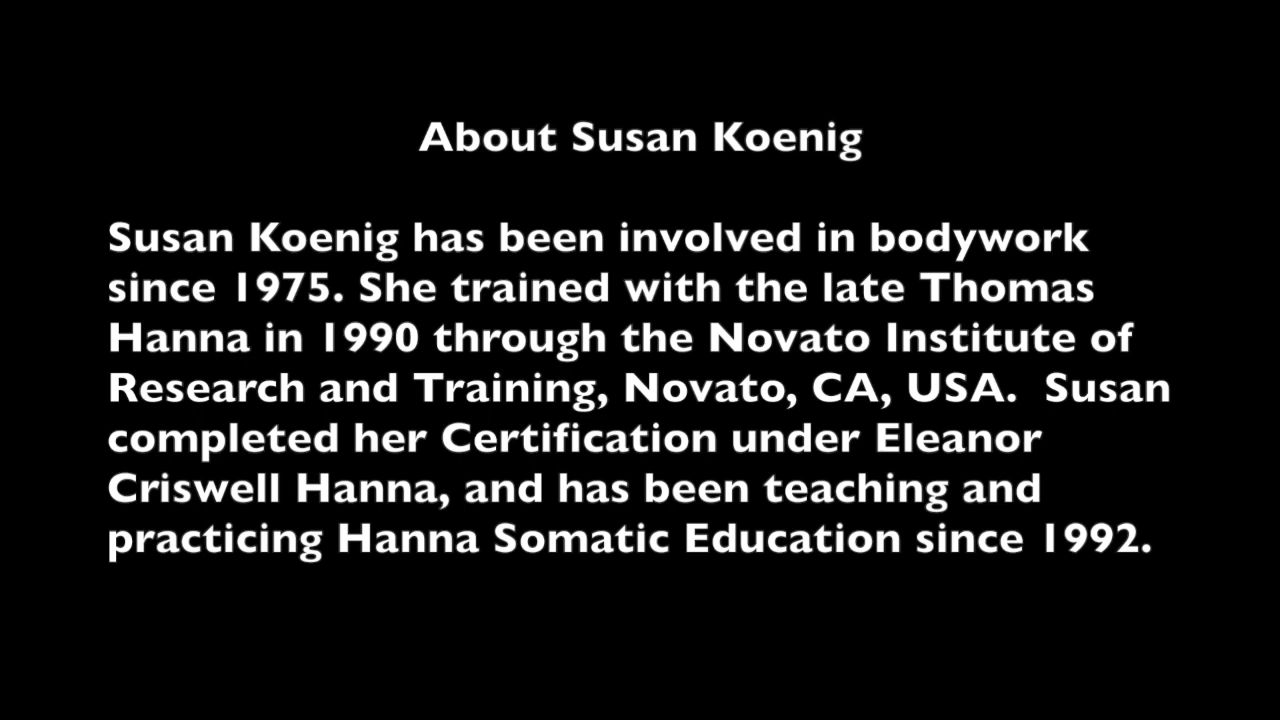 About Susan Koenig
Susan Koenig has been involved in bodywork
since 1975. She trained with the late Thomas
Hanna in 1990 through the Novato Institute of
Research and Training, Novato, CA, USA.  Susan
completed her Certification under Eleanor
Criswell Hanna, and has been teaching and
practicing Hanna Somatic Education since 1992.